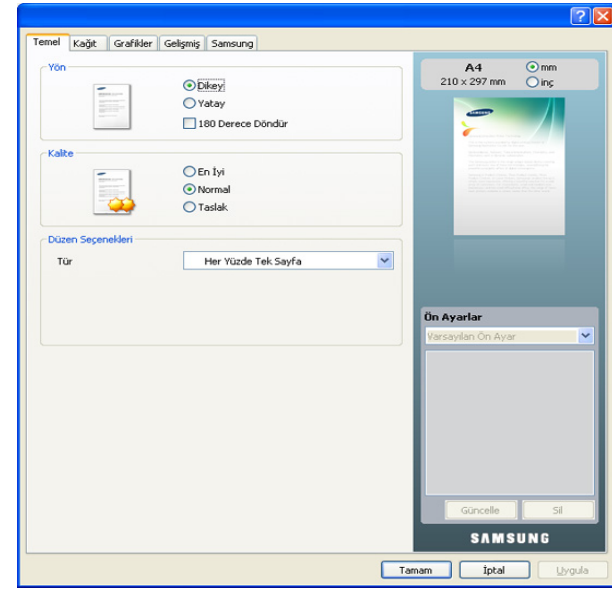 Temel Kağıt Grafikler Gelişmiş Samsung
Yön
Dikey
Yatay
180 Derece Döndür
Kalite
En İyi
Normal
Taslak
Düzen Seçenekleri
Tür Her Yüzde Tek Sayfa
A4
210 x 297 mm
mm
inç
SAMSUNG
Ön Ayarlar
Varsayılan Ön Ayar
Güncelle Sil
SAMSUNG
Tamam İptal Uygula